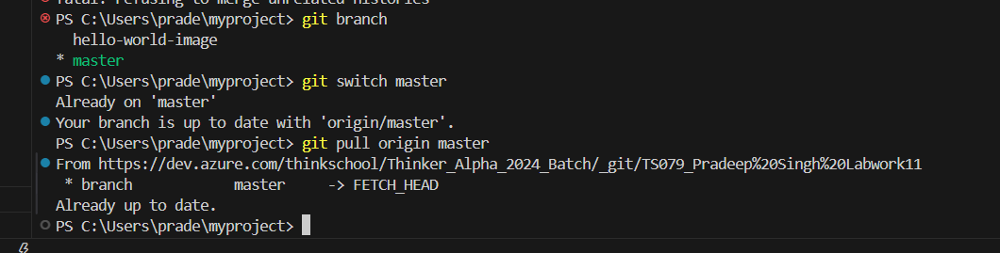 fatal: refusing to merge unrelated histories
PS C:\Users\prade\myproject> git branch
hello-world-image
* master
PS C:\Users\prade\myproject> git switch master
Already on 'master'
Your branch is up to date with 'origin/master'.
PS C:\Users\prade\myproject> git pull origin master
From https://dev.azure.com/thinkschool/Thinker_Alpha_2024_Batch/_git/TS079_Pradeep%20Singh%20Labwork11
* branch master -> FETCH_HEAD
Already up to date.
PS C:\Users\prade\myproject>